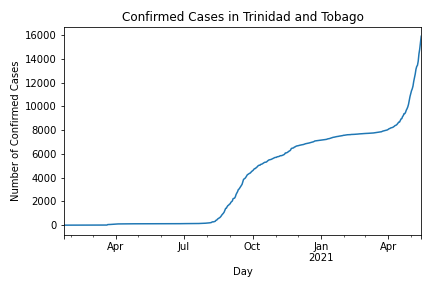 Confirmed Cases in Trinidad and Tobago
16000
14000
12000
10000
8000
6000
4000
2000
0
Number of Confirmed Cases
Apr
Jul
Oct
Jan
2021
Apr
Day